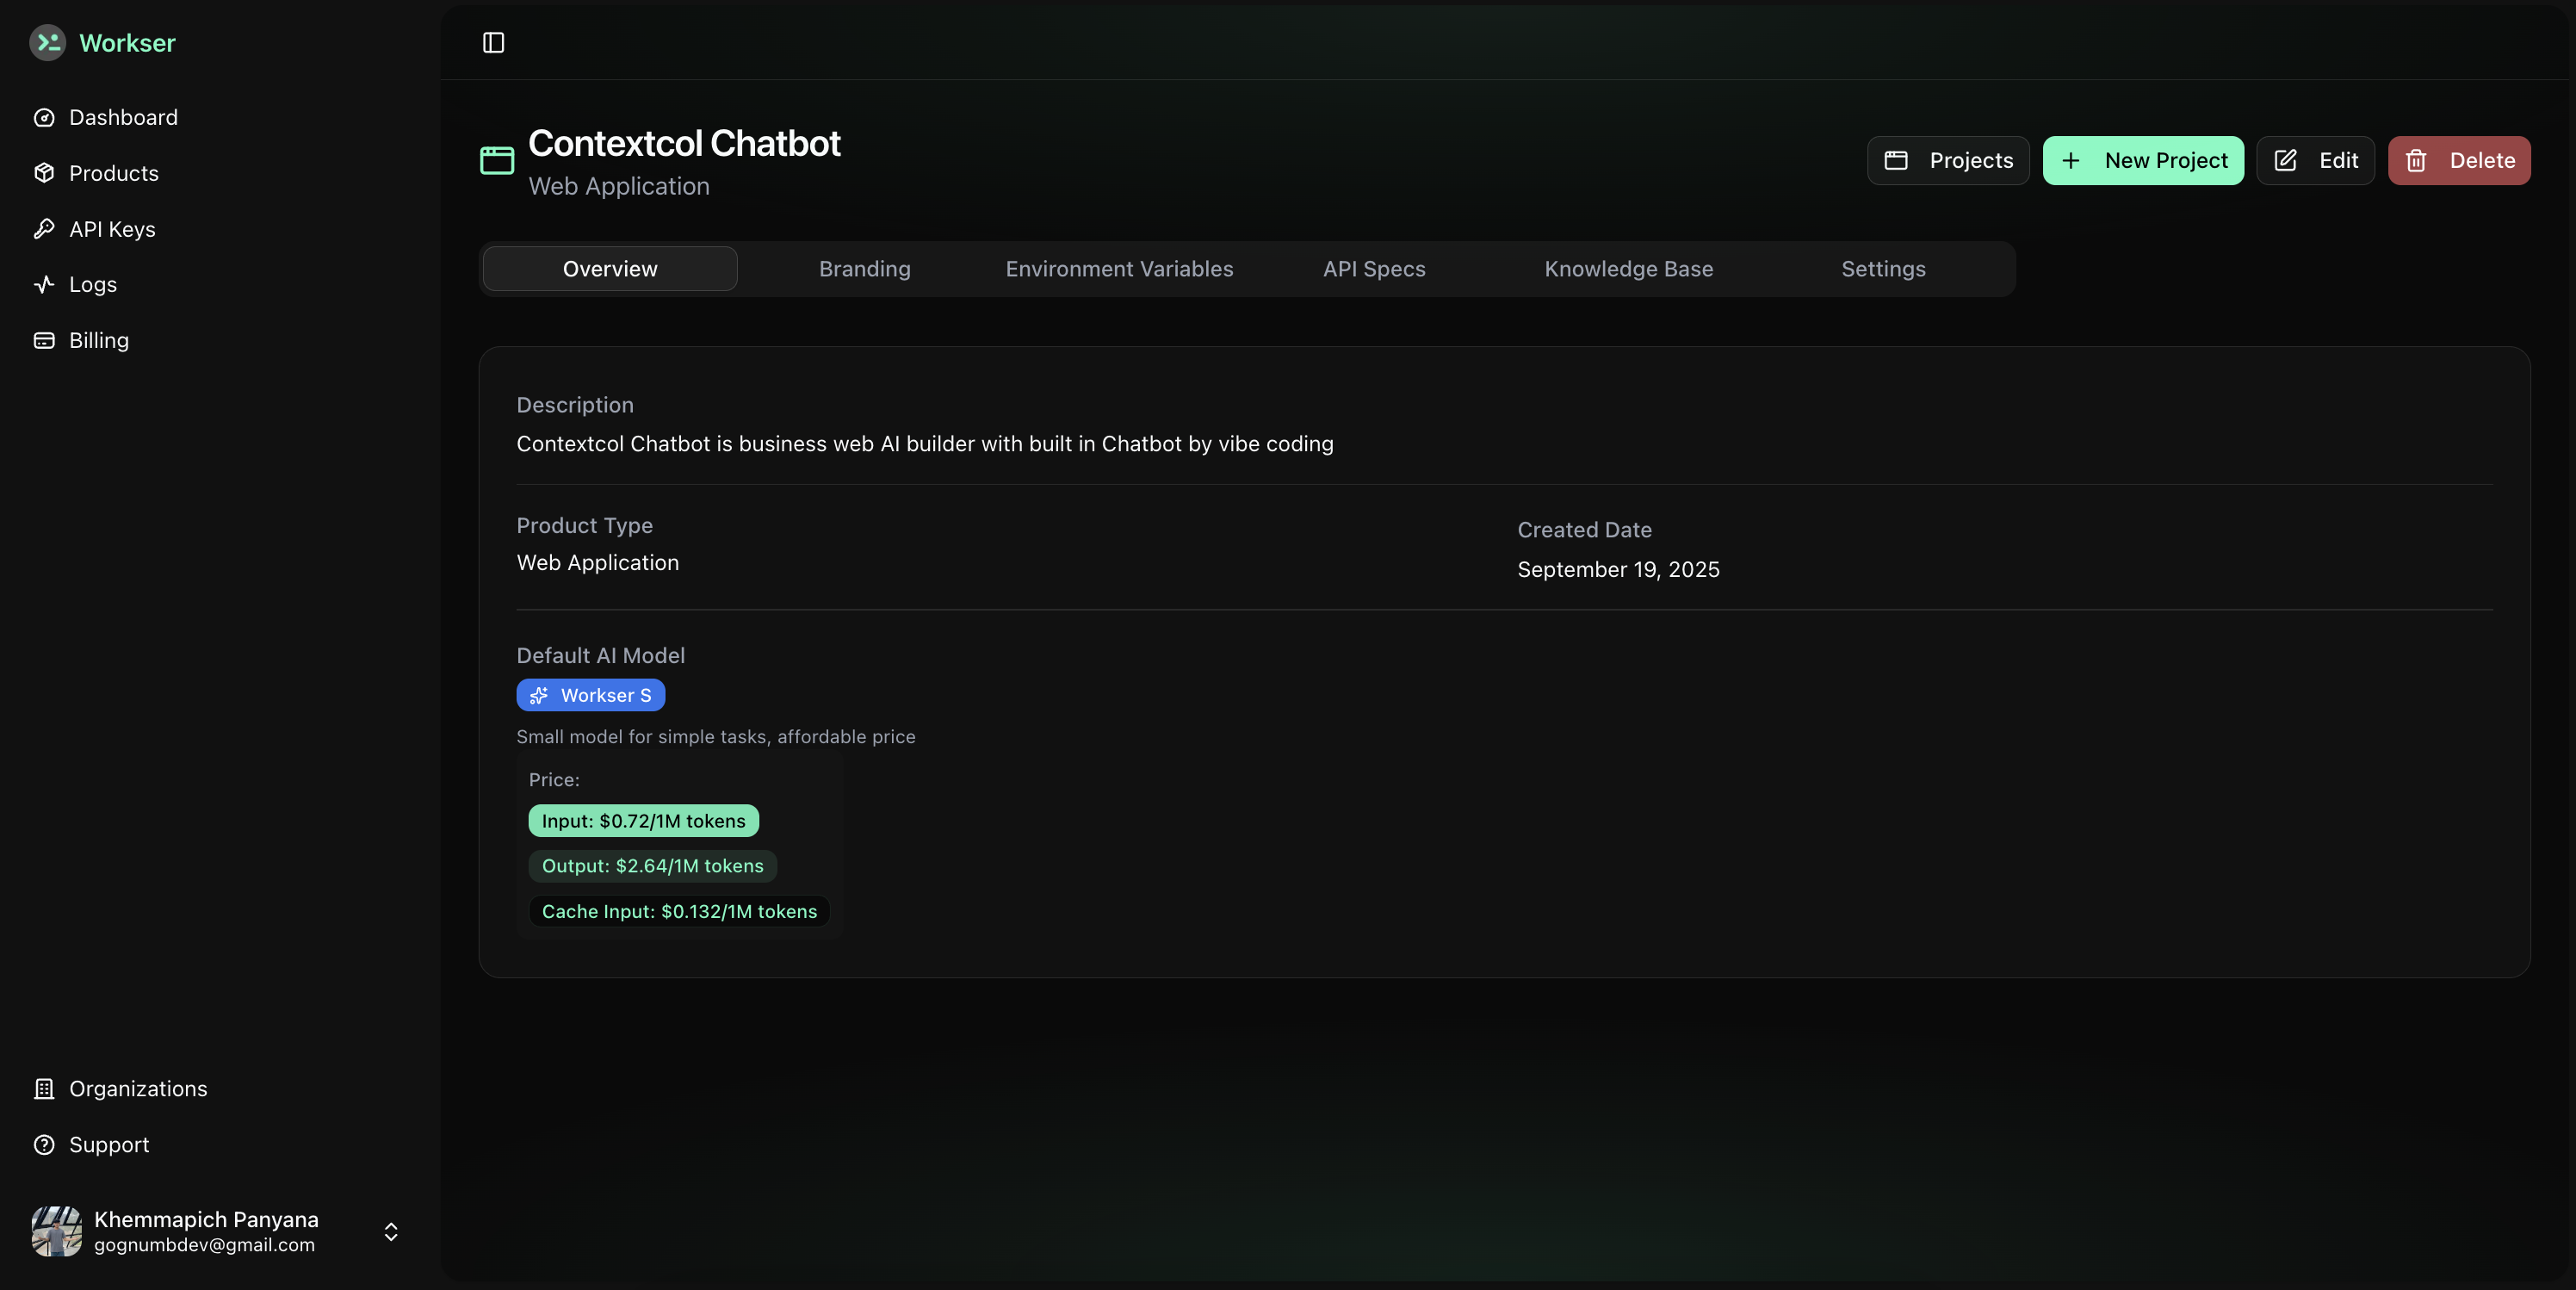 Workser
Dashboard
Products
API Keys
Logs
Billing
Organizations
Support
Khemmapich Panyana
gognumbdev@gmail.com
Contextcol Chatbot
Web Application
Projects
New Project
Edit
Delete
Overview
Branding
Environment Variables
API Specs
Knowledge Base
Settings
Description
Contextcol Chatbot is business web AI builder with built in Chatbot by vibe coding
Product Type
Web Application
Created Date
September 19, 2025
Default AI Model
Workser S
Small model for simple tasks, affordable price
Price:
Input: $0.72/1M tokens
Output: $2.64/1M tokens
Cache Input: $0.132/1M tokens